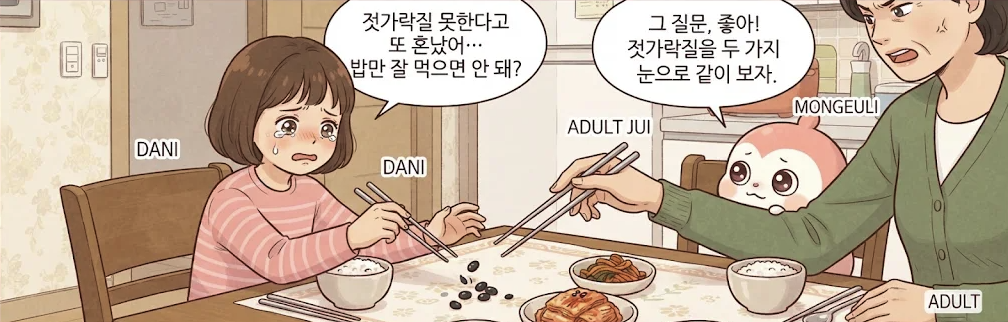 젓가락질 못한다고
또 혼났어…
밥만 잘 먹으면 안 돼?
그 질문, 좋아!
젓가락질을 두 가지
눈으로 같이 보자.
MONGEULI
ADULT JUI
DANI
DANI
ADULT